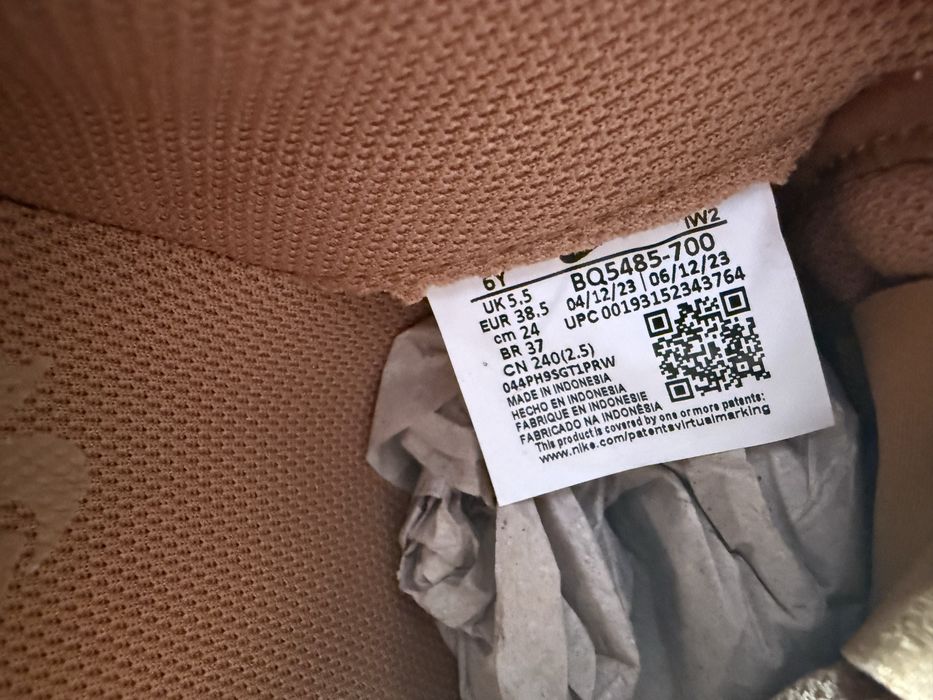 IW2
6Y BQ5485-700
UK 5.5 04/12/23 | 06/12/23
EUR 38.5 UPC 00193152343764
cm 24
BR 37
CN 240(2.5)
044PH9SGT1PRW
MADE IN INDONESIA
HECHO EN INDONESIA
FABRIQUE EN INDONESIE
FABRICADO NA INDONÉSIA
This product is covered by one or more patents:
www.nike.com/patentsvirtualmarking